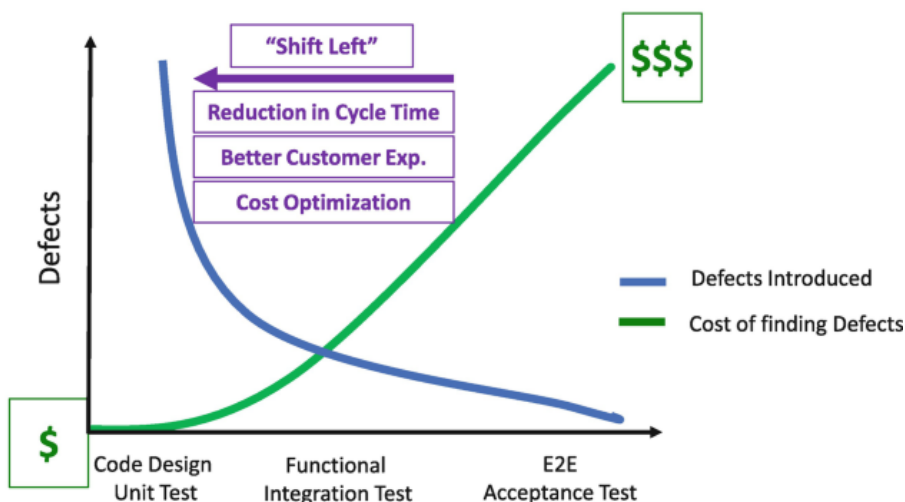 “Shift Left”
$$$
Reduction in Cycle Time
Better Customer Exp.
Cost Optimization
Defects
Defects Introduced
Cost of finding Defects
$
Code Design
Unit Test
Functional
Integration Test
E2E
Acceptance Test